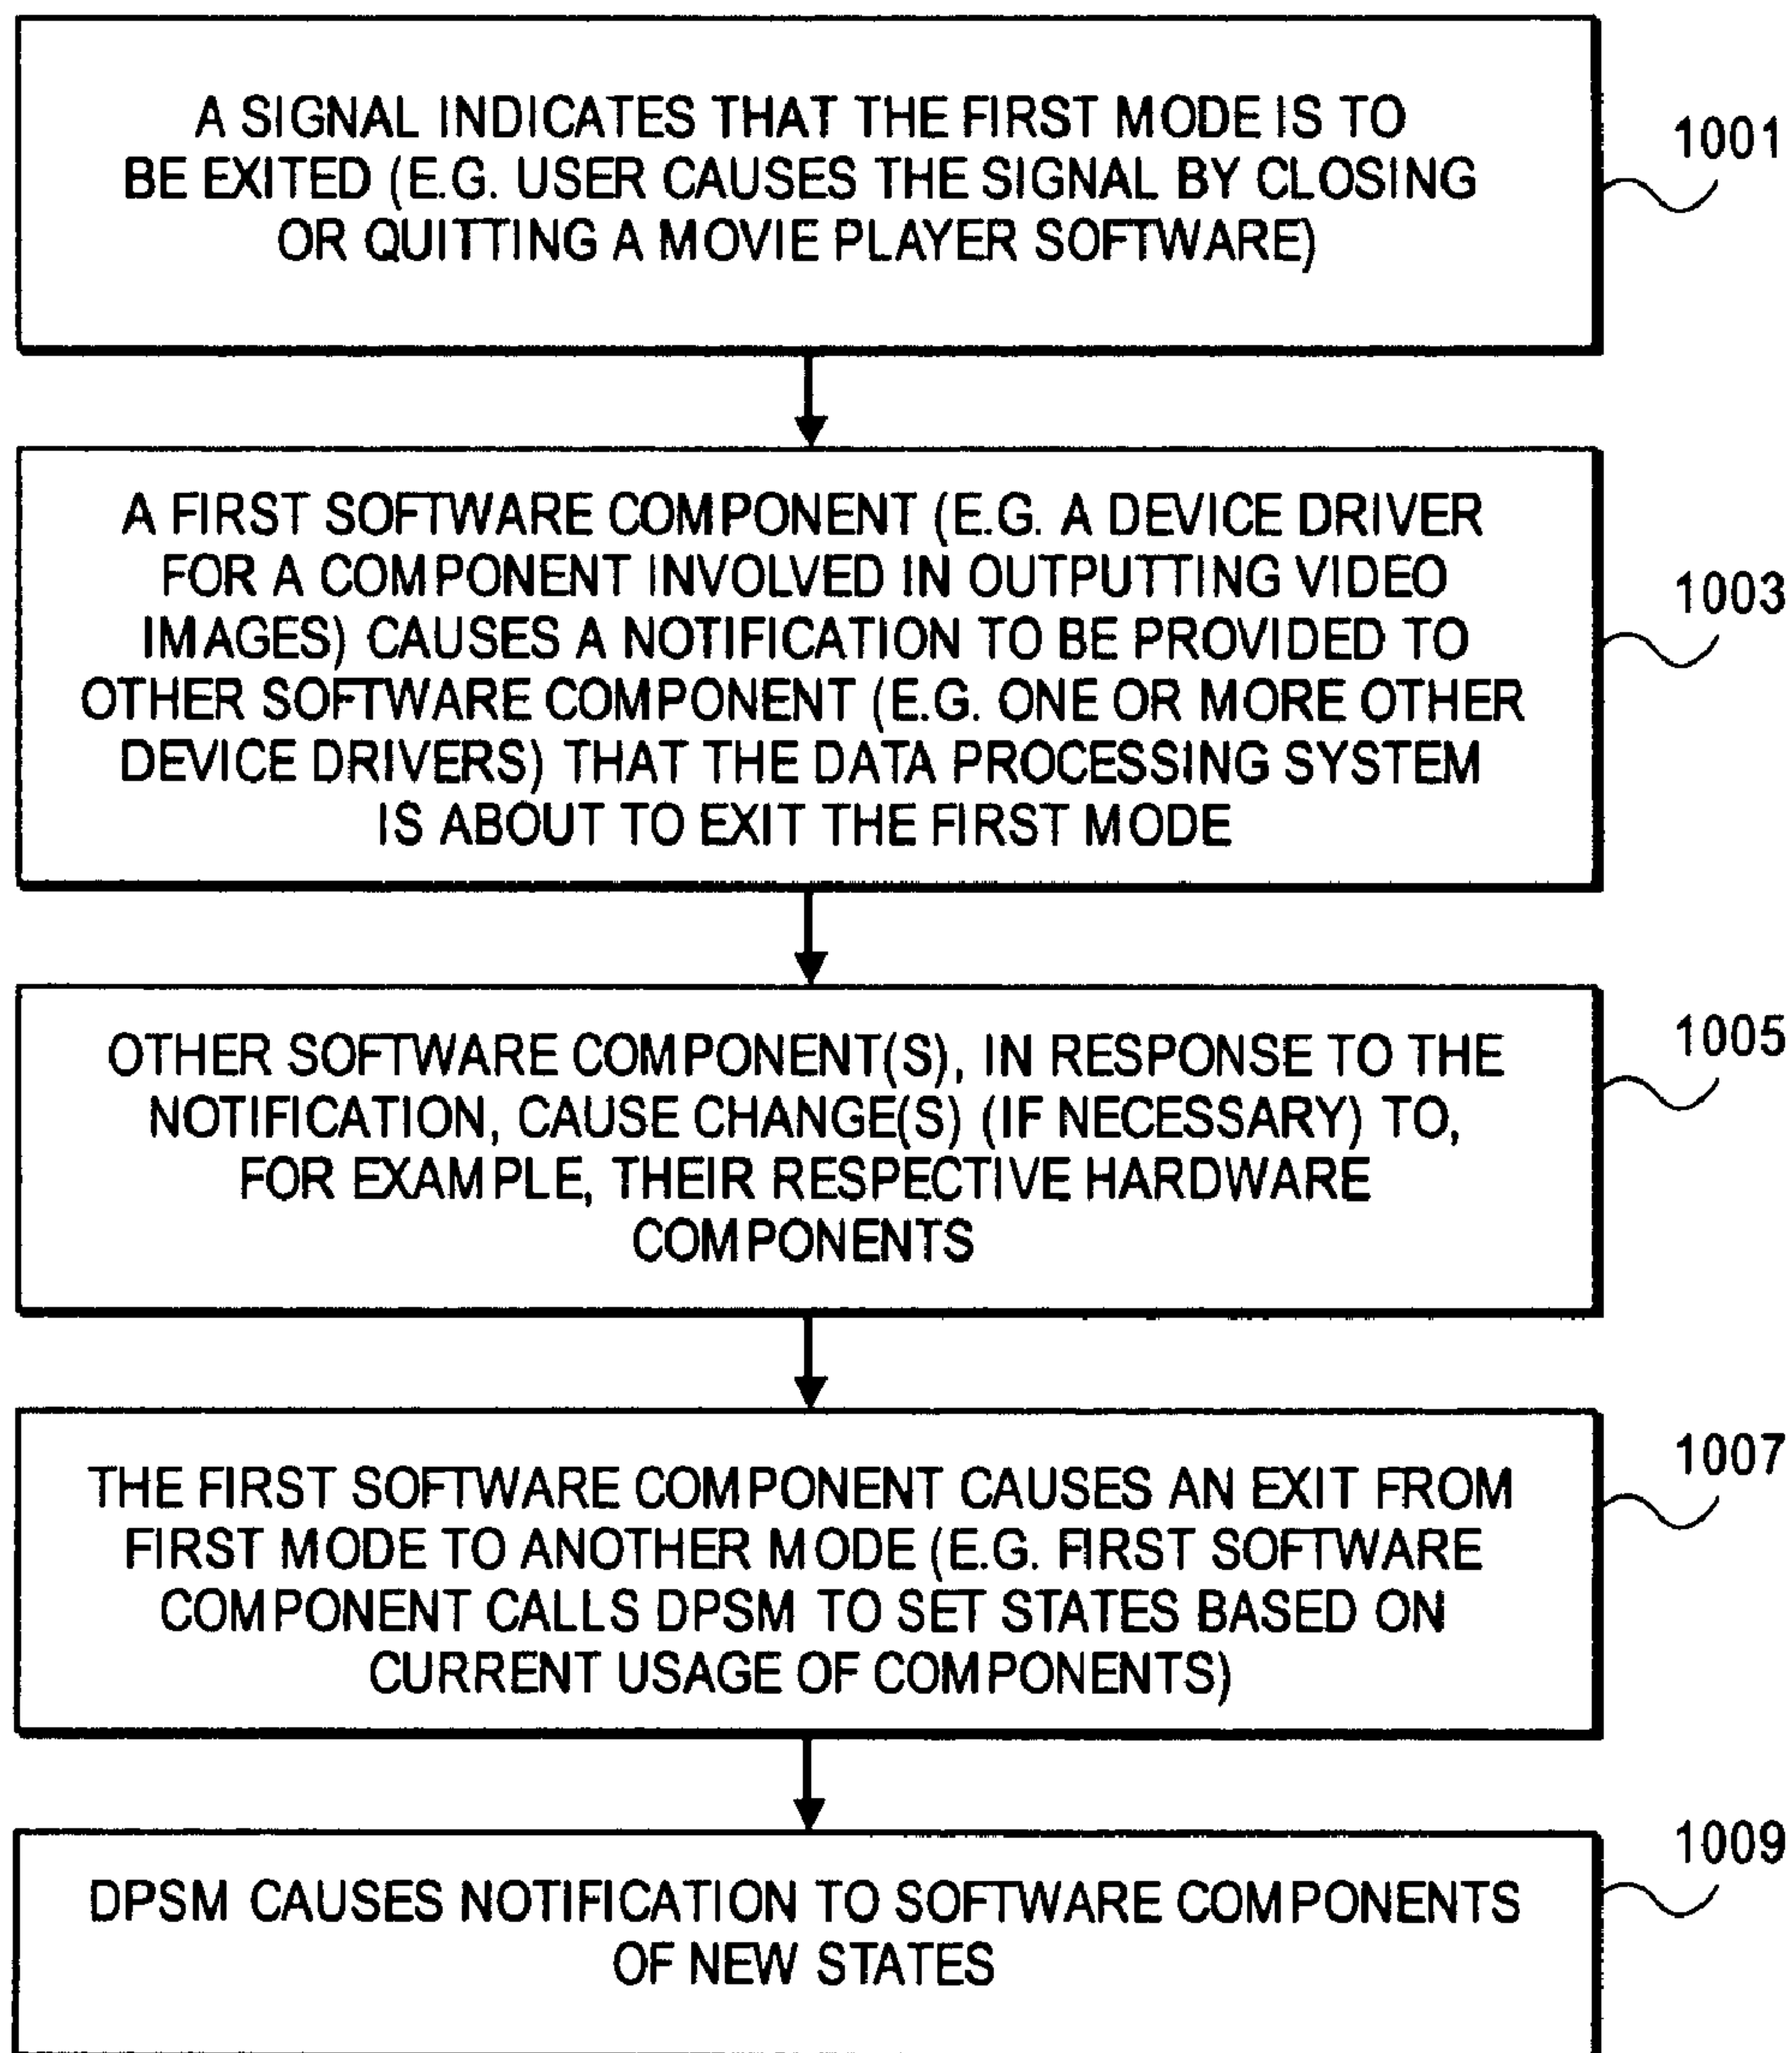 A SIGNAL INDICATES THAT THE FIRST MODE IS TO
BE EXITED (E.G. USER CAUSES THE SIGNAL BY CLOSING
OR QUITTING A MOVIE PLAYER SOFTWARE)
1001
A FIRST SOFTWARE COMPONENT (E.G. A DEVICE DRIVER
FOR A COMPONENT INVOLVED IN OUTPUTTING VIDEO
IMAGES) CAUSES A NOTIFICATION TO BE PROVIDED TO
OTHER SOFTWARE COMPONENT (E.G. ONE OR MORE OTHER
DEVICE DRIVERS) THAT THE DATA PROCESSING SYSTEM
IS ABOUT TO EXIT THE FIRST MODE
1003
OTHER SOFTWARE COMPONENT(S), IN RESPONSE TO THE
NOTIFICATION, CAUSE CHANGE(S) (IF NECESSARY) TO,
FOR EXAMPLE, THEIR RESPECTIVE HARDWARE
COMPONENTS
1005
THE FIRST SOFTWARE COMPONENT CAUSES AN EXIT FROM
FIRST MODE TO ANOTHER MODE (E.G. FIRST SOFTWARE
COMPONENT CALLS DPSM TO SET STATES BASED ON
CURRENT USAGE OF COMPONENTS)
1007
DPSM CAUSES NOTIFICATION TO SOFTWARE COMPONENTS
OF NEW STATES
1009